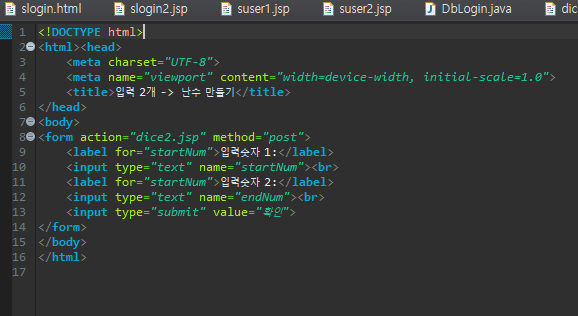 slogin.html slogin2.jsp suser1.jsp suser2.jsp DbLogin.java dic
1 <!DOCTYPE html>
2 <html><head>
3 <meta charset="UTF-8">
4 <meta name="viewport" content="width=device-width, initial-scale=1.0">
5 <title>입력 2개 -> 난수 만들기</title>
6 </head>
7 <body>
8 <form action="dice2.jsp" method="post">
9 <label for="startNum">입력숫자 1:</label>
10 <input type="text" name="startNum"><br>
11 <label for="startNum">입력숫자 2:</label>
12 <input type="text" name="endNum"><br>
13 <input type="submit" value="확인">
14 </form>
15 </body>
16 </html>
17